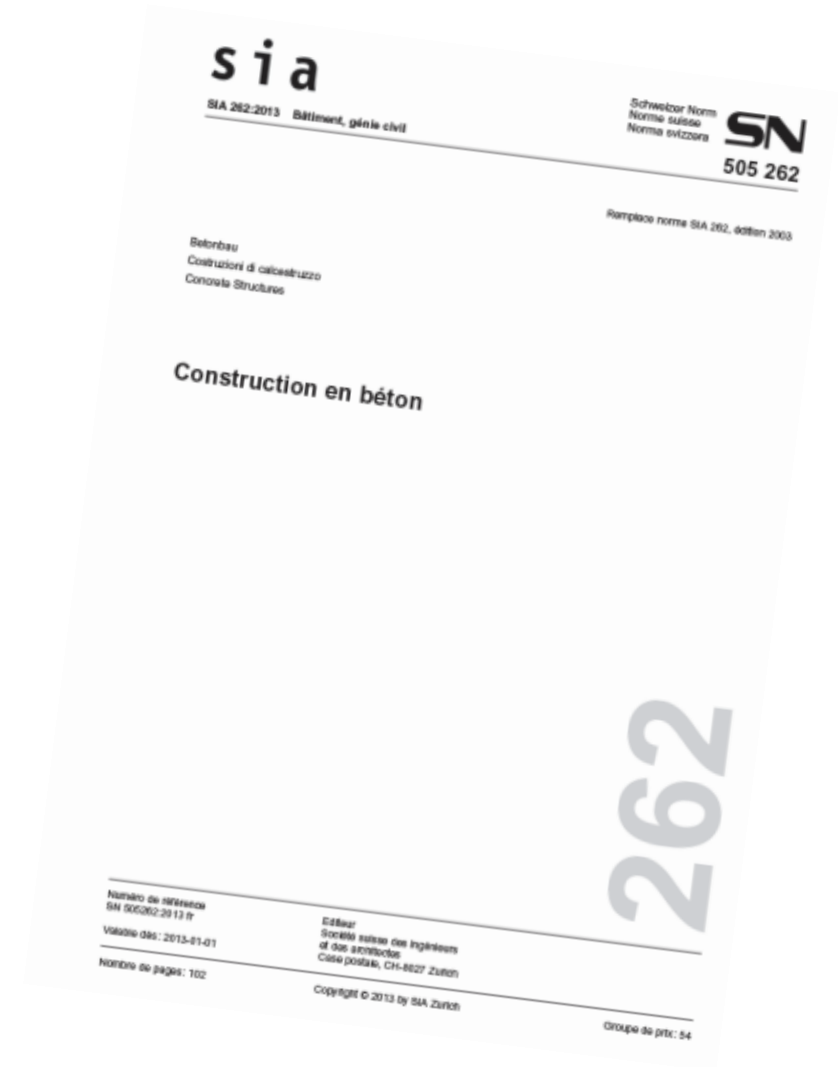 sia
SIA 262:2013 Bâtiment, génie civil
Schweizer Norm
Norme suisse
Norma svizzera
SN
505 262
Remplace norme SIA 262, édition 2003
Betonbau
Costruzioni di calcestruzzo
Concrete Structures
Construction en béton
262
Numéro de référence
SN 505262:2013 fr
Valable dès: 2013-01-01
Nombre de pages: 102
Editeur
Société suisse des ingénieurs
et des architectes
Case postale, CH-8027 Zurich
Copyright © 2013 by SIA Zurich
Groupe de prix: 54